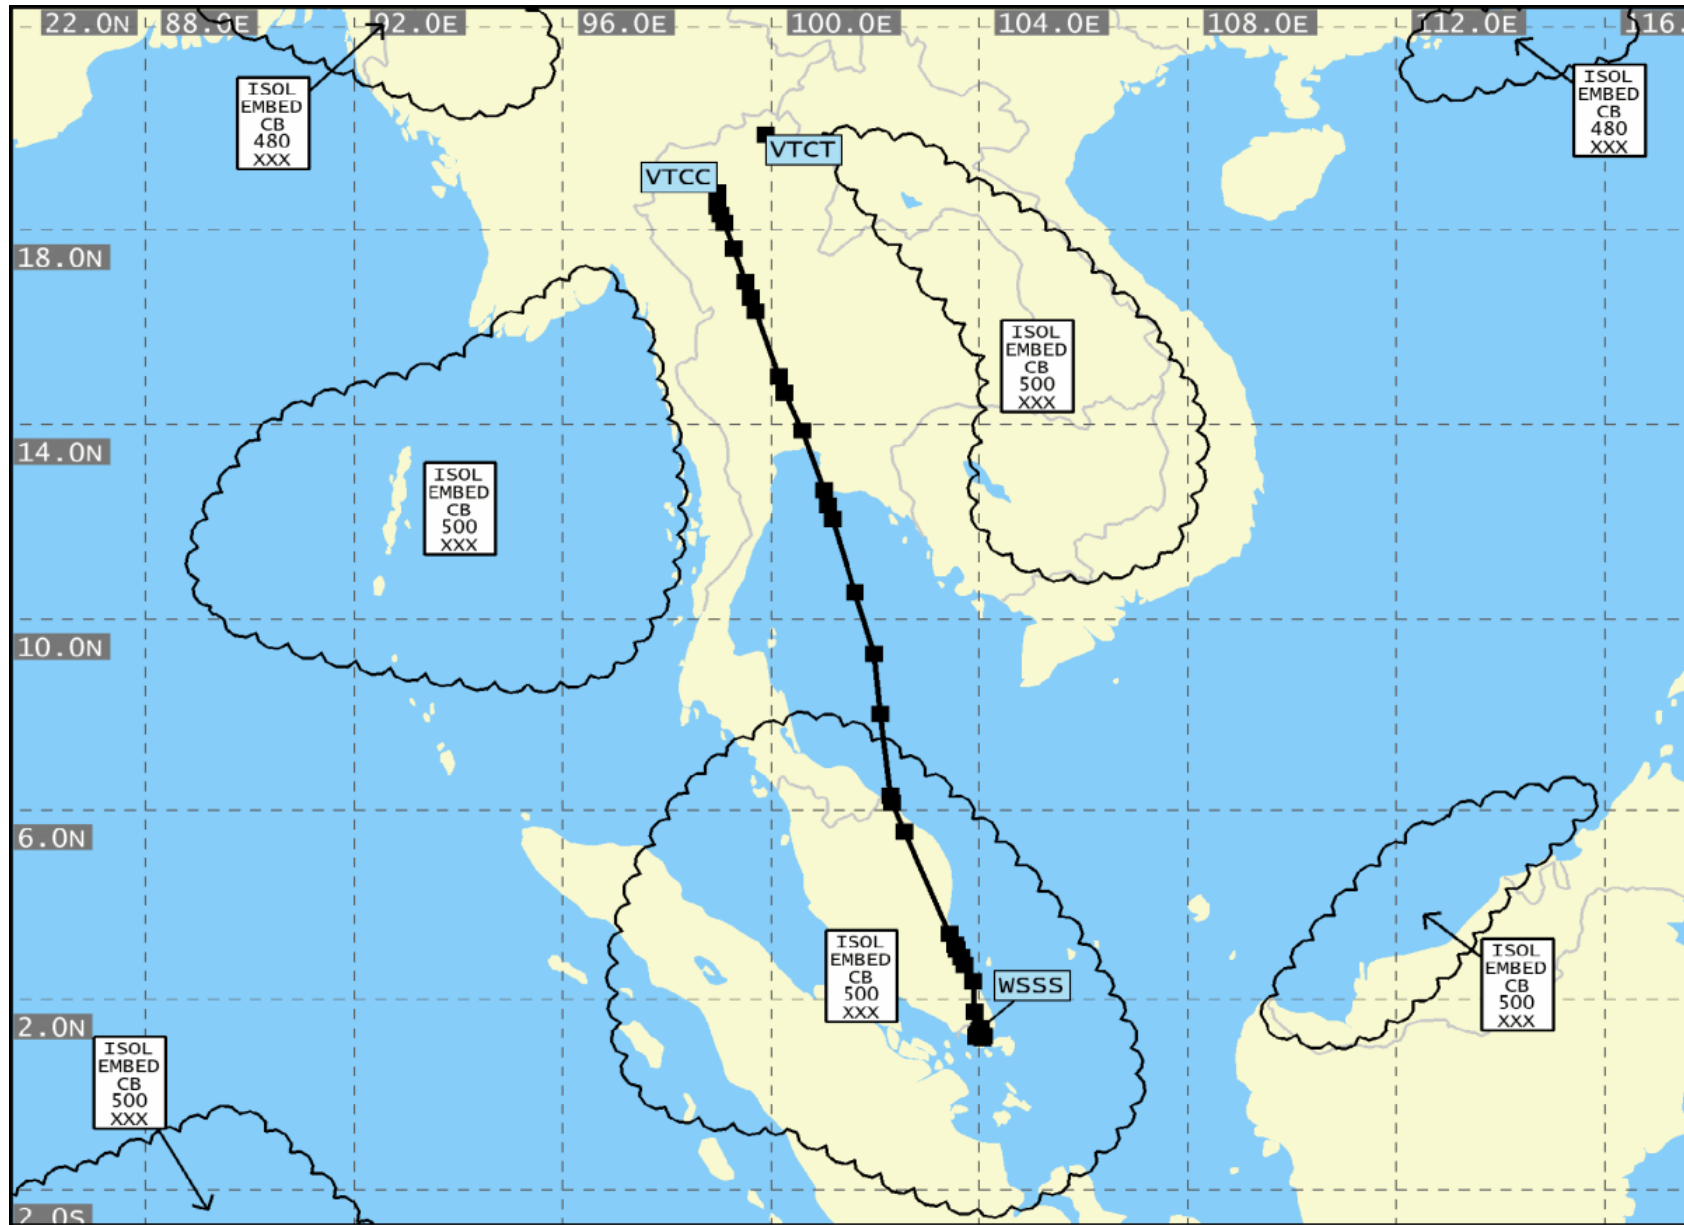 22.0N 88.0E 92.0E 96.0E 100.0E 104.0E 108.0E 112.0E 116.
ISOL
EMBED
CB
480
XXX
ISOL
EMBED
CB
480
XXX
VTCT
VTCC
18.0N
ISOL
EMBED
CB
500
XXX
14.0N
ISOL
EMBED
CB
500
XXX
10.0N
6.0N
ISOL
EMBED
CB
500
XXX
WSSS
ISOL
EMBED
CB
500
XXX
2.0N
ISOL
EMBED
CB
500
XXX
2.0S